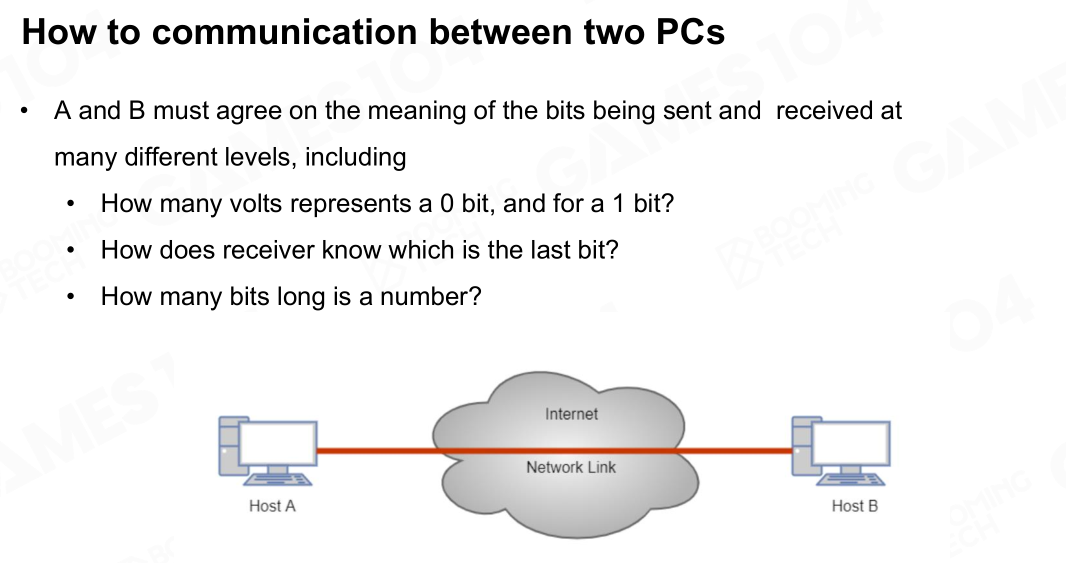 How to communication between two PCs
• A and B must agree on the meaning of the bits being sent and  received at
many different levels, including
• How many volts represents a 0 bit, and for a 1 bit?
• How does receiver know which is the last bit?
• How many bits long is a number?
Internet
Network Link
Host A
Host B
GAMES104
BOOMING
TECH